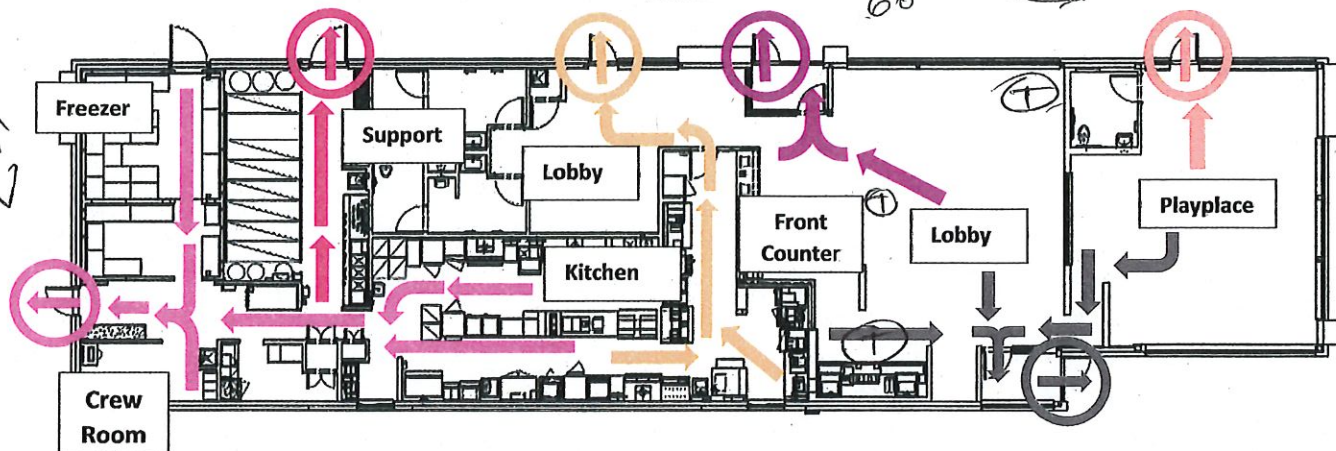 Freezer
Support
Lobby
Front
Counter
Lobby
Playplace
Kitchen
Crew
Room
T
T
T